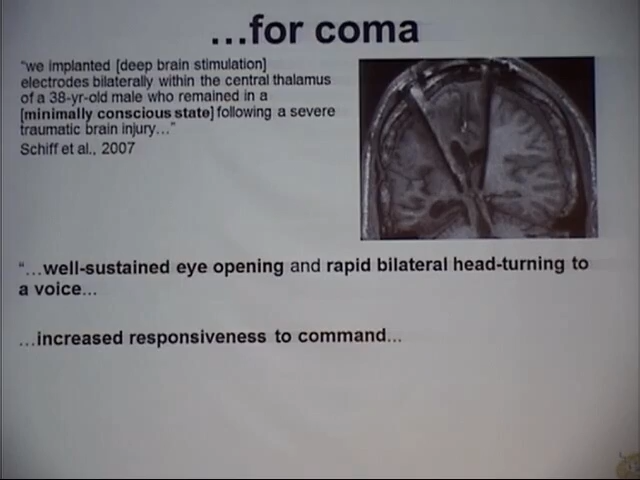 ...for coma
"we implanted [deep brain stimulation]
electrodes bilaterally within the central thalamus
of a 38-yr-old male who remained in a
[minimally conscious state] following a severe
traumatic brain injury..."
Schiff et al., 2007
"...well-sustained eye opening and rapid bilateral head-turning to
a voice...
...increased responsiveness to command...